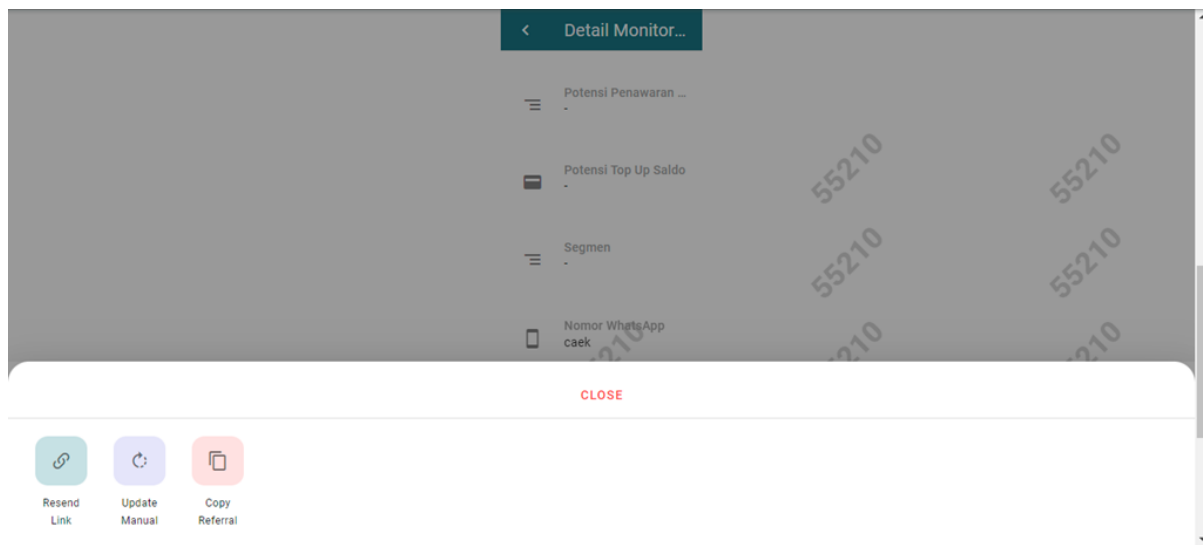 Detail Monitor...
Potensi Penawaran ...
-
Potensi Top Up Saldo
-
55210
55210
Segmen
-
55210
55210
Nomor WhatsApp
caek
CLOSE
Resend
Link
Update
Manual
Copy
Referral